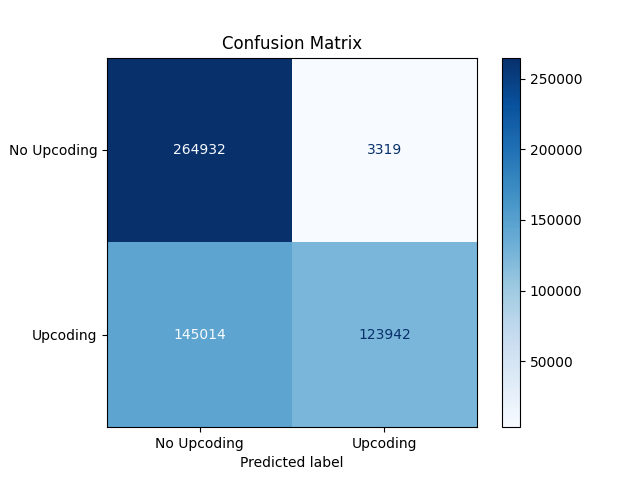 Confusion Matrix
No Upcoding
264932
3319
Upcoding
145014
123942
No Upcoding
Upcoding
Predicted label
250000
200000
150000
100000
50000